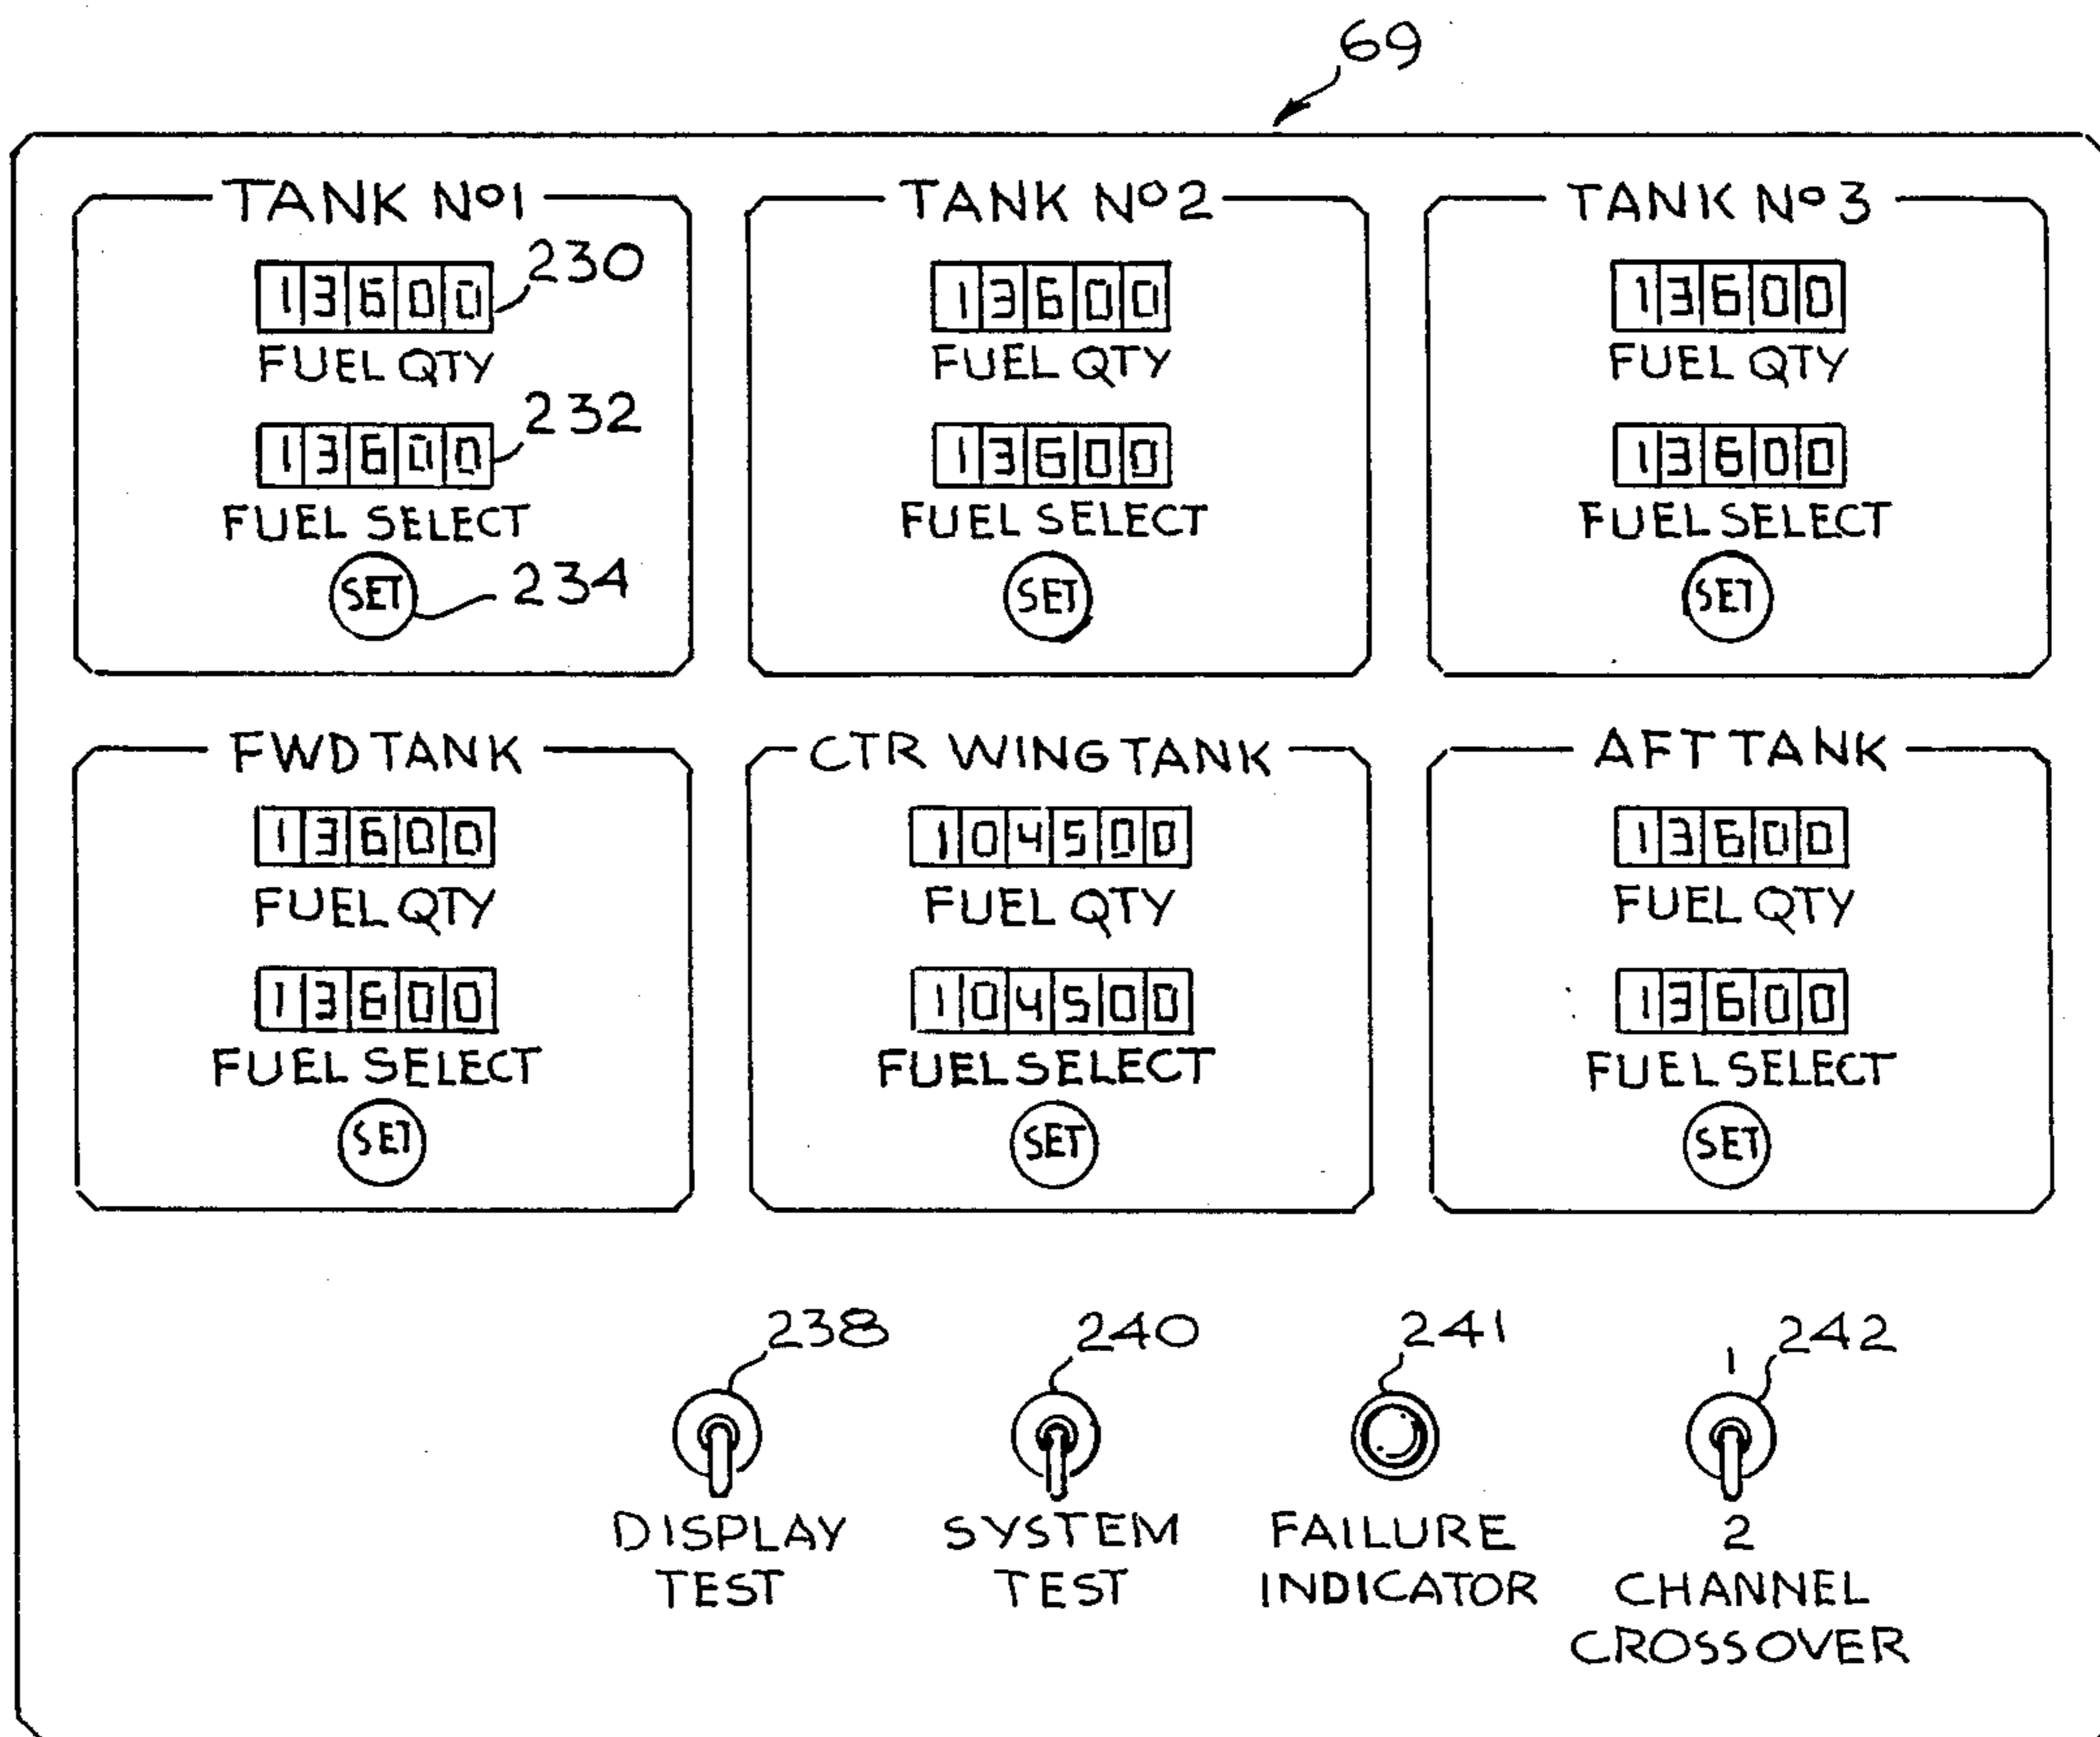 69
TANK No1
13600
230
FUEL QTY
13600
232
FUEL SELECT
SET
234
TANK No2
13600
FUEL QTY
13600
FUEL SELECT
SET
TANK No3
13600
FUEL QTY
13600
FUEL SELECT
SET
FWD TANK
13600
FUEL QTY
13600
FUEL SELECT
SET
CTR WING TANK
104500
FUEL QTY
104500
FUEL SELECT
SET
AFT TANK
13600
FUEL QTY
13600
FUEL SELECT
SET
238
DISPLAY
TEST
240
SYSTEM
TEST
241
FAILURE
INDICATOR
242
1
2
CHANNEL
CROSSOVER